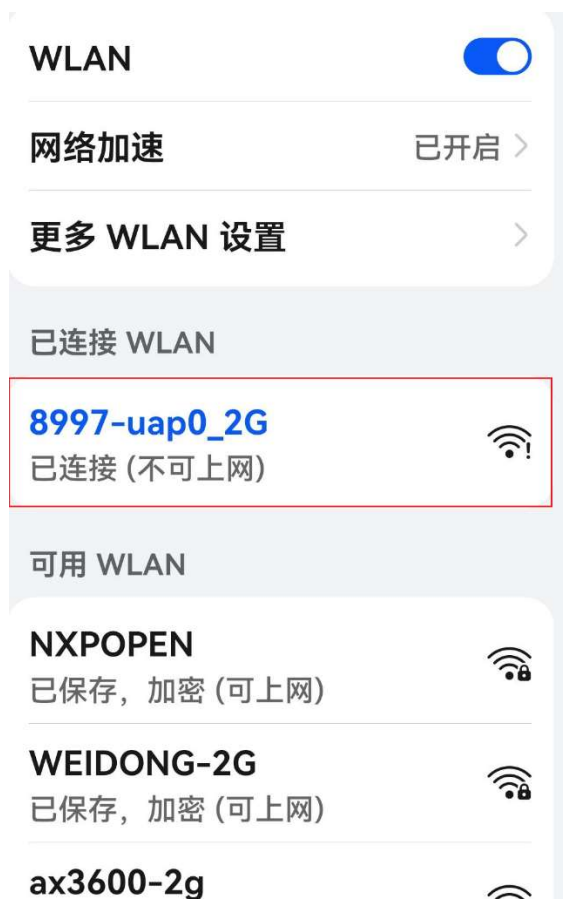 WLAN
网络加速 已开启
更多 WLAN 设置
已连接 WLAN
8997-uap0_2G
已连接 (不可上网)
可用 WLAN
NXPOPEN
已保存，加密 (可上网)
WEIDONG-2G
已保存，加密 (可上网)
ax3600-2g